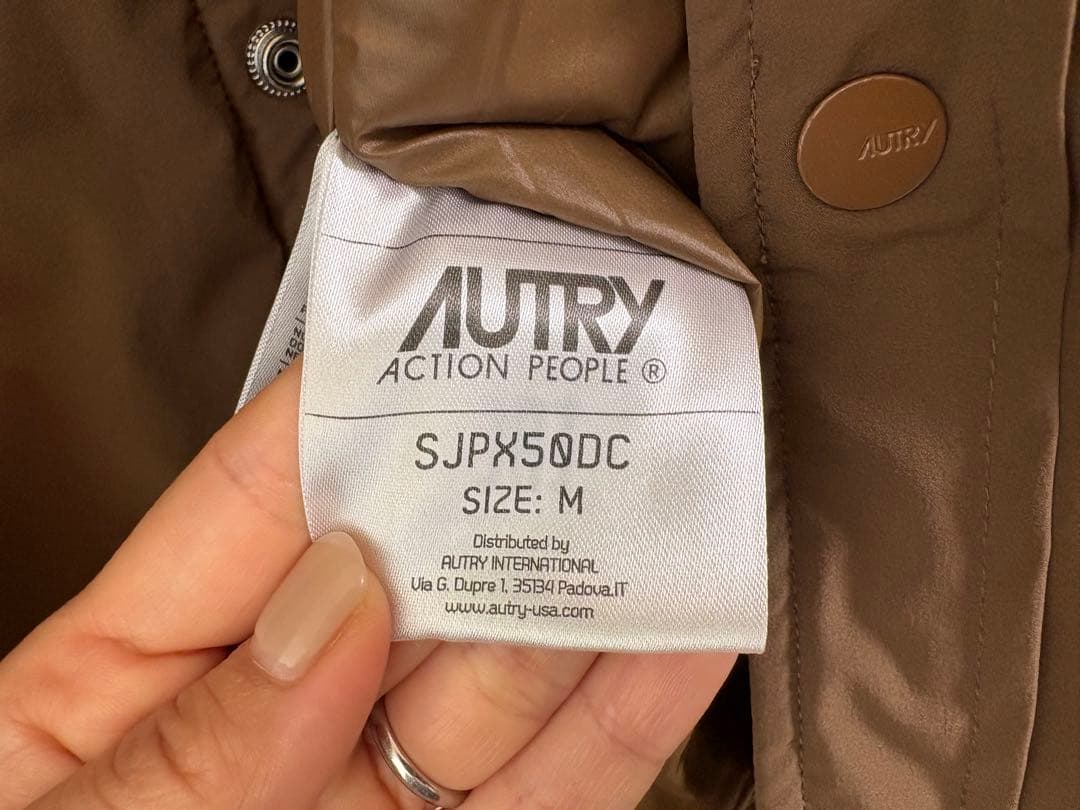 AUTRY
AUTRY
ACTION PEOPLE ®
SJPX50DC
SIZE: M
Distributed by
AUTRY INTERNATIONAL
Via G. Dupre 1, 35134 Padova.IT
www.autry-usa.com